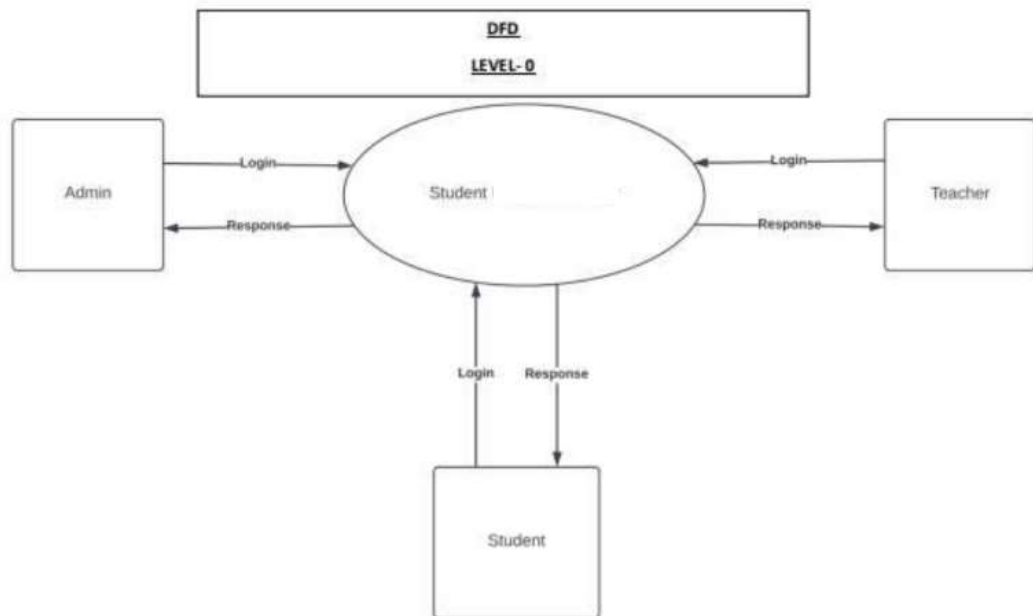 DFD
LEVEL- 0
Admin
Login
Response
Student
Login
Response
Teacher
Login
Response
Student